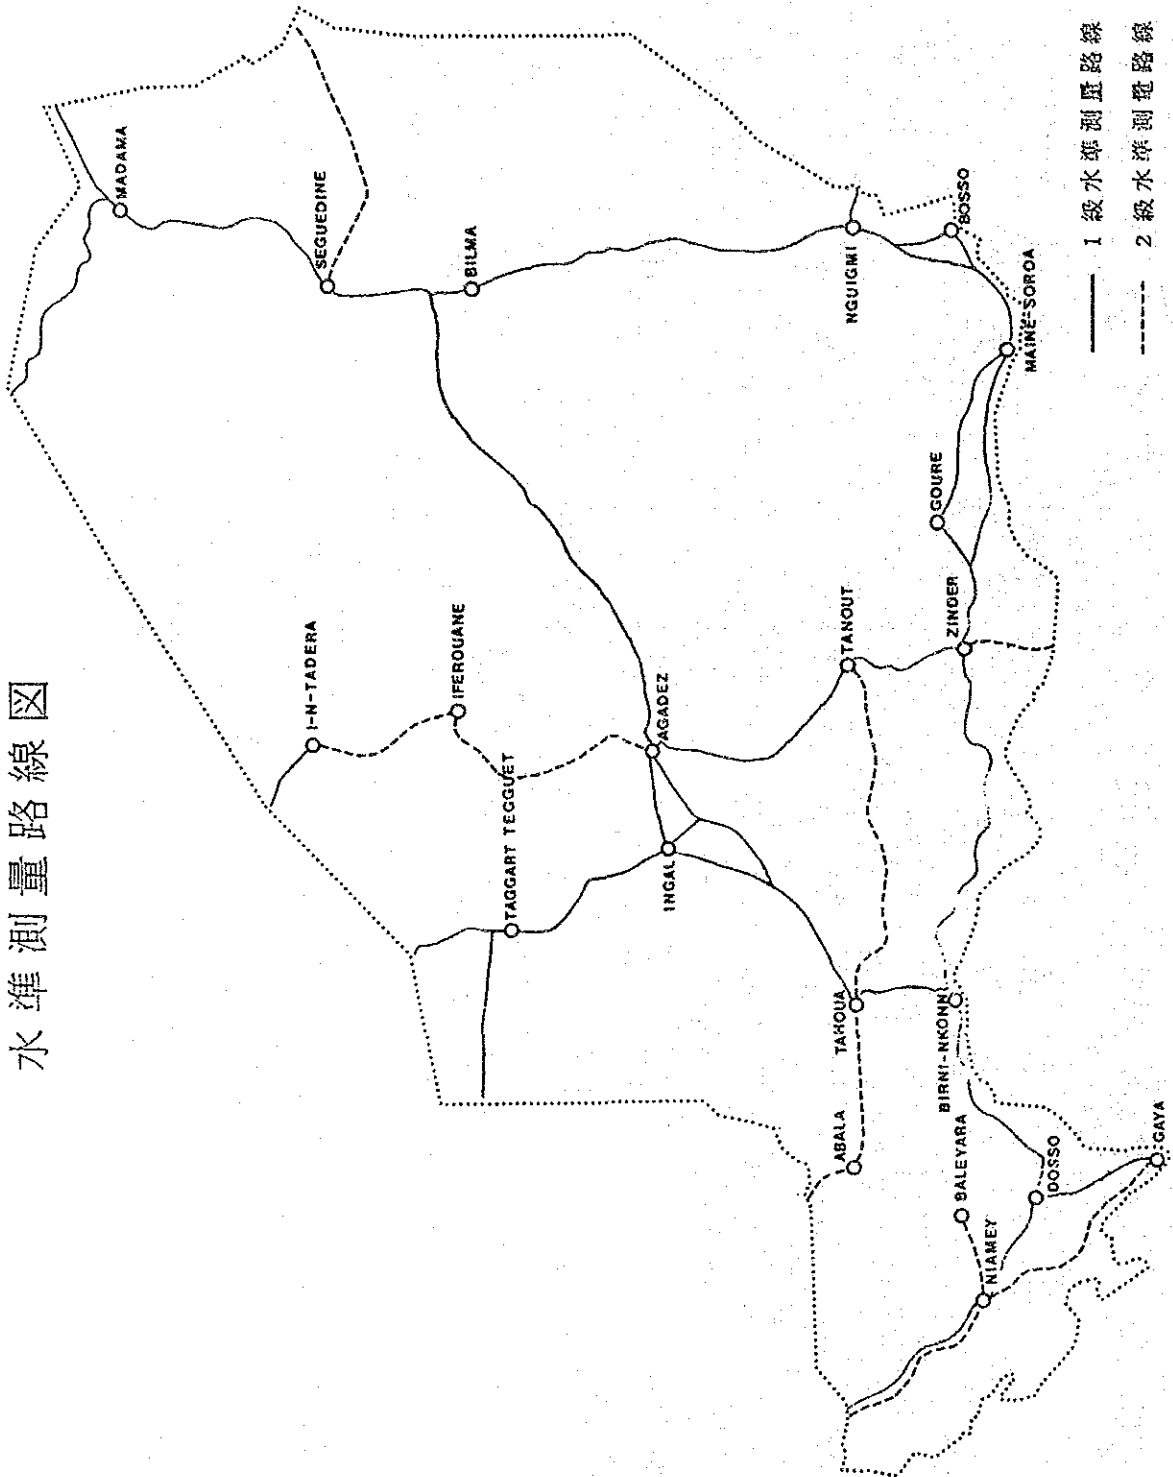 水準測量路線図
MADAMA
SEGUEDINE
BILMA
I-N-TADERA
IFEROUANE
TAGGART TEGGUET
AGADEZ
INGAL
NGUIGMI
BOSSO
MAINE-SOROA
GOURE
ZINDER
TANOUT
TAHOUA
ABALA
BIRNI-NKONNI
BALEYARA
NIAMEY
DOSSO
GAYA
1級水準測量路線
2級水準測量路線